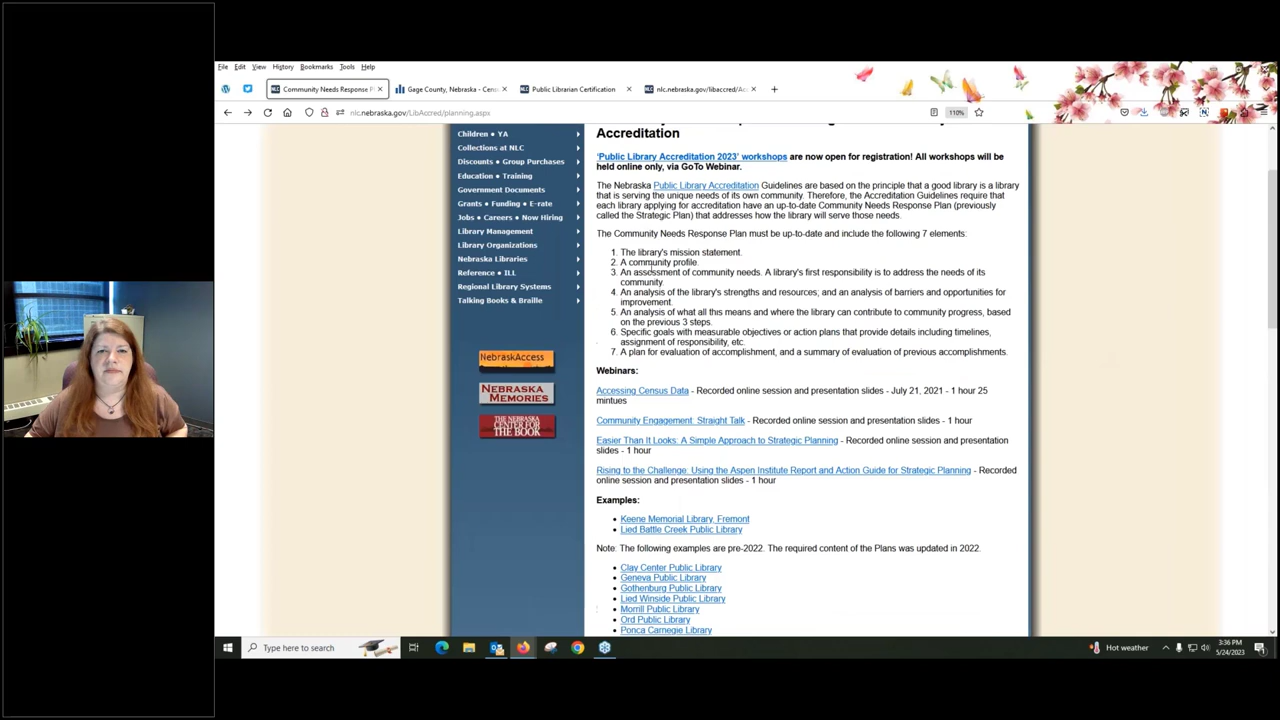 File Edit View History Bookmarks Tools Help
NLC Community Needs Response P
Gage County, Nebraska - Cens
NLC Public Librarian Certification
NLC nlc.nebraska.gov/libaccred/Ac
nlc.nebraska.gov/LibAccred/planning.aspx
110%
Children • YA
Collections at NLC
Discounts • Group Purchases
Education • Training
Government Documents
Grants • Funding • E-rate
Jobs • Careers • Now Hiring
Library Management
Library Organizations
Nebraska Libraries
Reference • ILL
Regional Library Systems
Talking Books & Braille
NebraskAccess
NEBRASKA
MEMORIES
THE NEBRASKA
CENTER FOR
THE BOOK
Accreditation
'Public Library Accreditation 2023' workshops are now open for registration! All workshops will be
held online only, via GoTo Webinar.
The Nebraska Public Library Accreditation Guidelines are based on the principle that a good library is a library
that is serving the unique needs of its own community. Therefore, the Accreditation Guidelines require that
each library applying for accreditation have an up-to-date Community Needs Response Plan (previously
called the Strategic Plan) that addresses how the library will serve those needs.
The Community Needs Response Plan must be up-to-date and include the following 7 elements:
1. The library's mission statement.
2. A community profile.
3. An assessment of community needs. A library's first responsibility is to address the needs of its
community.
4. An analysis of the library's strengths and resources; and an analysis of barriers and opportunities for
improvement.
5. An analysis of what all this means and where the library can contribute to community progress, based
on the previous 3 steps.
6. Specific goals with measurable objectives or action plans that provide details including timelines,
assignment of responsibility, etc.
7. A plan for evaluation of accomplishment, and a summary of evaluation of previous accomplishments.
Webinars:
Accessing Census Data - Recorded online session and presentation slides - July 21, 2021 - 1 hour 25
mintues
Community Engagement: Straight Talk - Recorded online session and presentation slides - 1 hour
Easier Than It Looks: A Simple Approach to Strategic Planning - Recorded online session and presentation
slides - 1 hour
Rising to the Challenge: Using the Aspen Institute Report and Action Guide for Strategic Planning - Recorded
online session and presentation slides - 1 hour
Examples:
• Keene Memorial Library, Fremont
• Lied Battle Creek Public Library
Note: The following examples are pre-2022. The required content of the Plans was updated in 2022.
• Clay Center Public Library
• Geneva Public Library
• Gothenburg Public Library
• Lied Winside Public Library
• Morrill Public Library
• Ord Public Library
• Ponca Carnegie Library
Type here to search
Hot weather
3:36 PM
5/24/2023